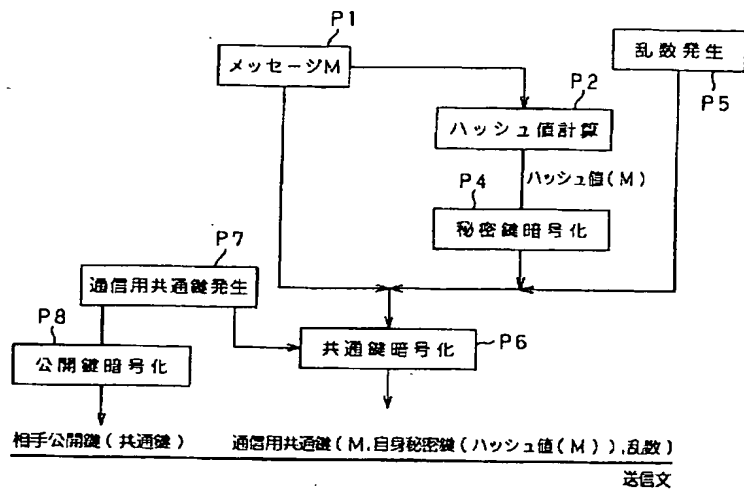 P1
メッセージM
乱数発生
P5
P2
ハッシュ値計算
ハッシュ値(M)
P4
秘密鍵暗号化
P7
通信用共通鍵発生
P8
公開鍵暗号化
共通鍵暗号化
P6
相手公開鍵(共通鍵)
通信用共通鍵(M,自身秘密鍵(ハッシュ値(M)),乱数)
送信文